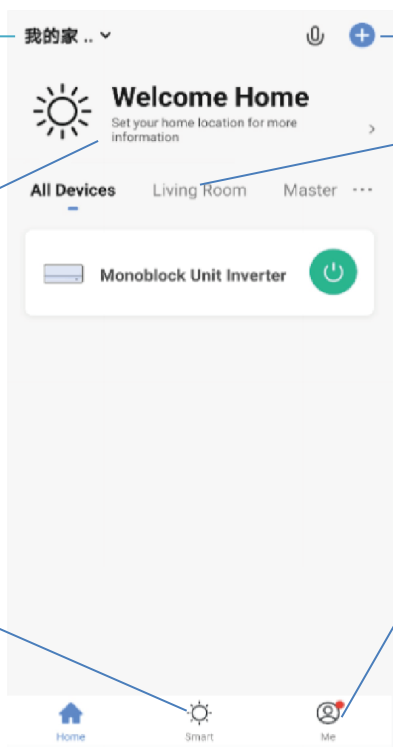 我的家 ..
Welcome Home
Set your home location for more
information
All Devices Living Room Master ...
Monoblock Unit Inverter
Home Smart Me